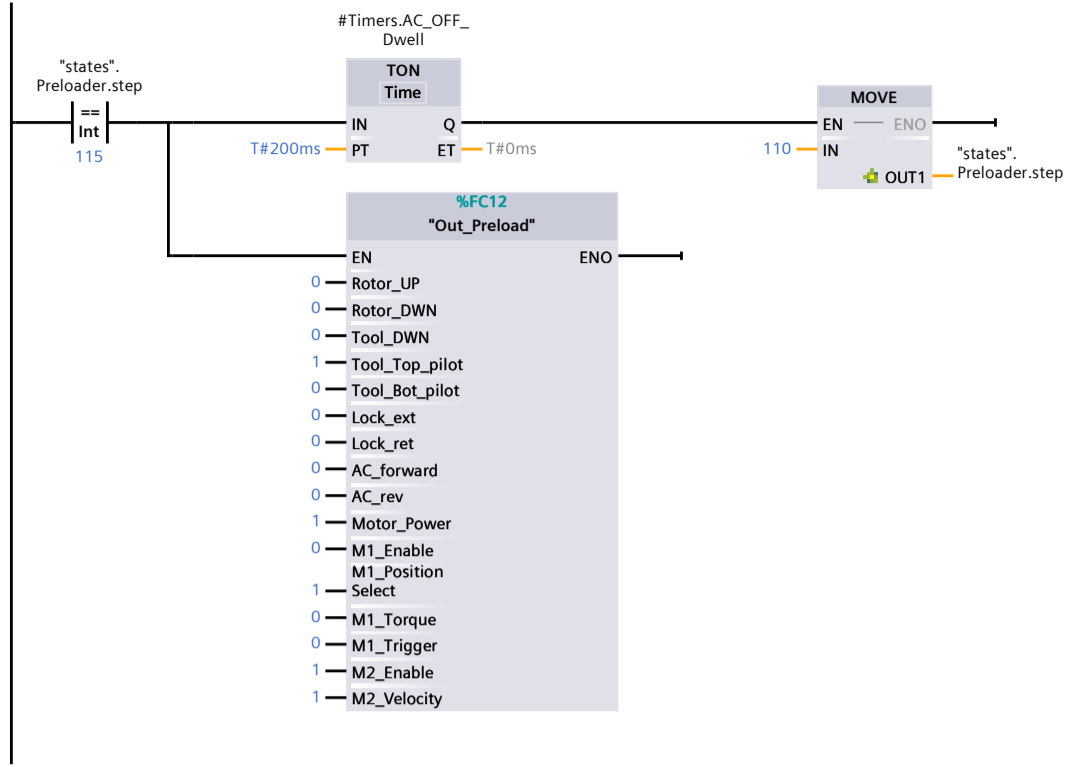 #Timers.AC_OFF_
Dwell
"states".
Preloader.step
==
Int
115
TON
Time
IN Q
T#200ms PT ET T#0ms
MOVE
EN ENO
110 IN
OUT1
"states".
Preloader.step
%FC12
"Out_Preload"
EN ENO
0 Rotor_UP
0 Rotor_DWN
0 Tool_DWN
1 Tool_Top_pilot
0 Tool_Bot_pilot
0 Lock_ext
0 Lock_ret
0 AC_forward
0 AC_rev
1 Motor_Power
0 M1_Enable
M1_Position
1 Select
0 M1_Torque
0 M1_Trigger
1 M2_Enable
1 M2_Velocity